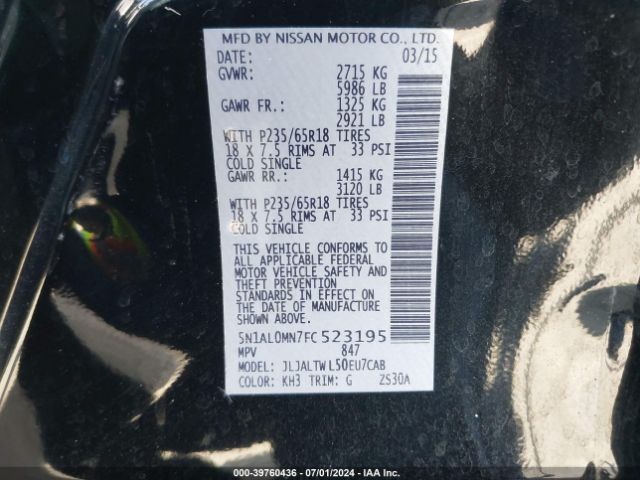 MFD BY NISSAN MOTOR CO., LTD.
DATE: 03/15
GVWR: 2715 KG
5986 LB
GAWR FR.: 1325 KG
2921 LB
WITH P235/65R18 TIRES
18 X 7.5 RIMS AT 33 PSI
COLD SINGLE
GAWR RR.: 1415 KG
3120 LB
WITH P235/65R18 TIRES
18 X 7.5 RIMS AT 33 PSI
COLD SINGLE
THIS VEHICLE CONFORMS TO
ALL APPLICABLE FEDERAL
MOTOR VEHICLE SAFETY AND
THEFT PREVENTION
STANDARDS IN EFFECT ON
THE DATE OF MANUFACTURE
SHOWN ABOVE.
5N1AL0MN7FC523195
MPV 847
MODEL: JLJALTWL50EU7CAB
COLOR: KH3 TRIM: G ZS30A
000-39760436 - 07/01/2024 - IAA Inc.